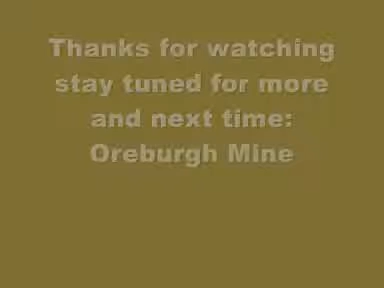 Thanks for watching
stay tuned for more
and next time:
Oreburgh Mine